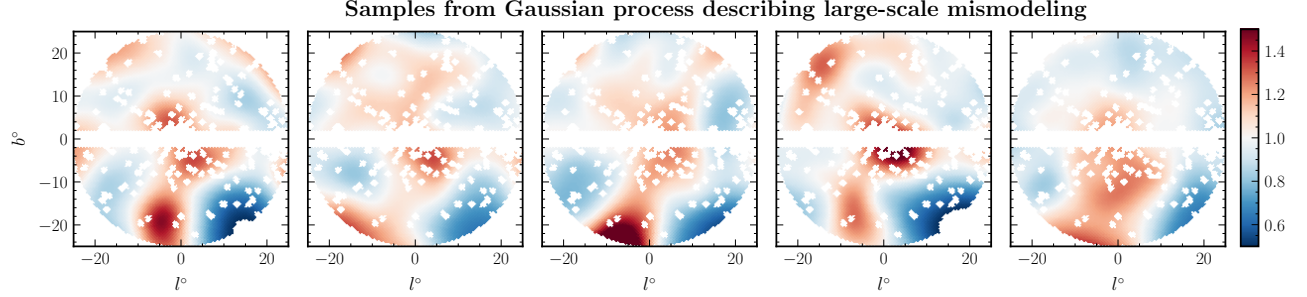 Samples from Gaussian process describing large-scale mismodeling
b°
20
10
0
−10
−20
−20 0 20
−20 0 20
−20 0 20
−20 0 20
−20 0 20
l°
l°
l°
l°
l°
1.4
1.2
1.0
0.8
0.6